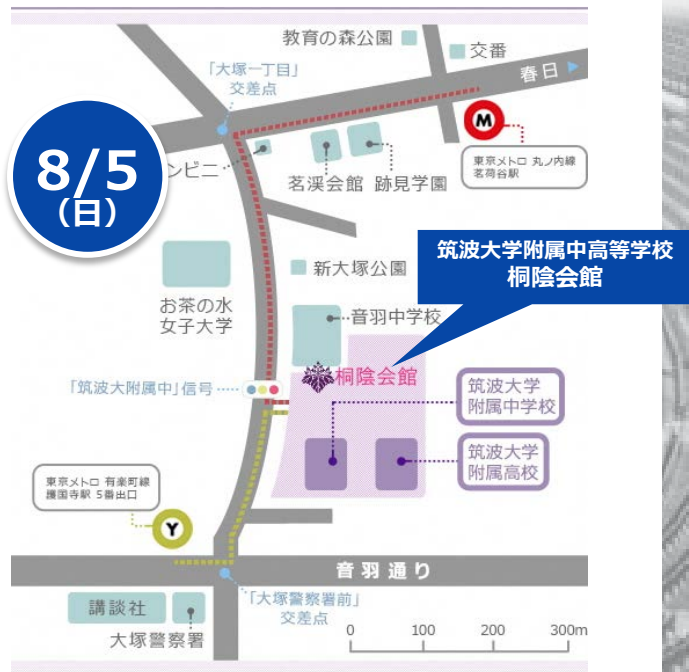 教育の森公園
交番
「大塚一丁目」
交差点
春日
8/5
(日)
M
ンビニ
東京メトロ 丸ノ内線
茗荷谷駅
茗渓会館
跡見学園
筑波大学附属中高等学校
桐陰会館
新大塚公園
お茶の水
女子大学
音羽中学校
桐陰会館
「筑波大附属中」信号
筑波大学
附属中学校
筑波大学
附属高校
東京メトロ 有楽町線
護国寺駅 5番出口
Y
音羽通り
講談社
「大塚警察署前」
交差点
大塚警察署
0 100 200 300m